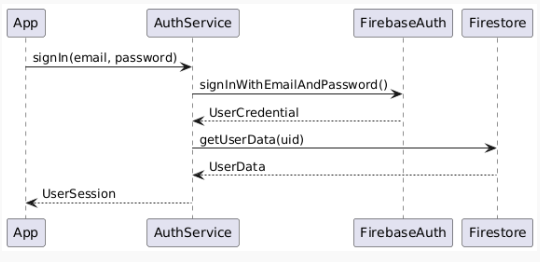 App AuthService FirebaseAuth Firestore
signIn(email, password)
signInWithEmailAndPassword()
UserCredential
getUserData(uid)
UserData
UserSession
App AuthService FirebaseAuth Firestore